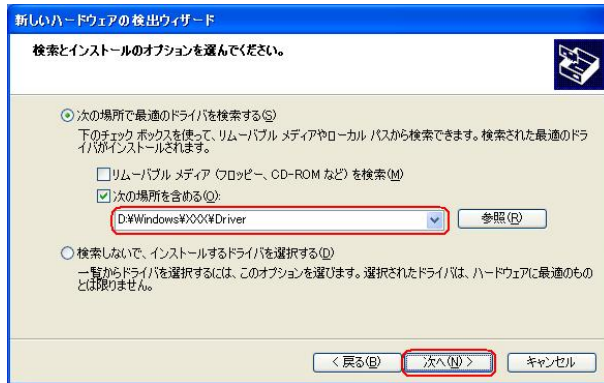 新しいハードウェアの検出ウィザード
検索とインストールのオプションを選んでください。
次の場所で最適のドライバを検索する(S)
下のチェック ボックスを使って、リムーバブル メディアやローカル パスから検索できます。検索された最適のドラ
イバがインストールされます。
リムーバブル メディア (フロッピー、CD-ROM など) を検索(M)
次の場所を含める(O):
D:¥Windows¥XXX¥Driver
参照(R)
検索しないで、インストールするドライバを選択する(D)
一覧からドライバを選択するには、このオプションを選びます。選択されたドライバは、ハードウェアに最適のもの
とは限りません。
< 戻る(B)
次へ(N) >
キャンセル